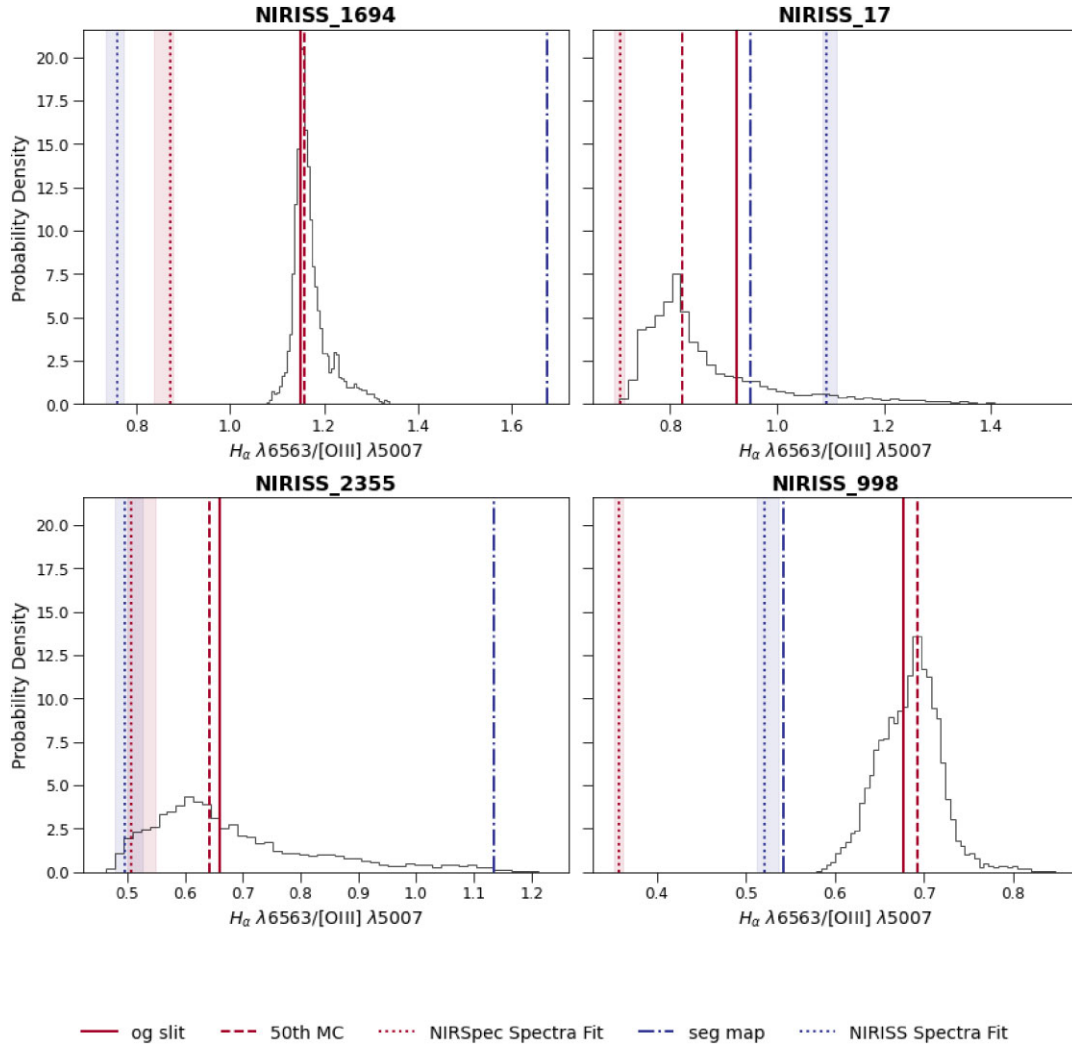 NIRISS_1694
NIRISS_17
Probability Density
20.0
17.5
15.0
12.5
10.0
7.5
5.0
2.5
0.0
0.8 1.0 1.2 1.4 1.6
0.8 1.0 1.2 1.4
Hα λ6563/[OIII] λ5007
Hα λ6563/[OIII] λ5007
NIRISS_2355
NIRISS_998
Probability Density
20.0
17.5
15.0
12.5
10.0
7.5
5.0
2.5
0.0
0.5 0.6 0.7 0.8 0.9 1.0 1.1 1.2
0.4 0.5 0.6 0.7 0.8
Hα λ6563/[OIII] λ5007
Hα λ6563/[OIII] λ5007
og slit 50th MC NIRSpec Spectra Fit seg map NIRISS Spectra Fit